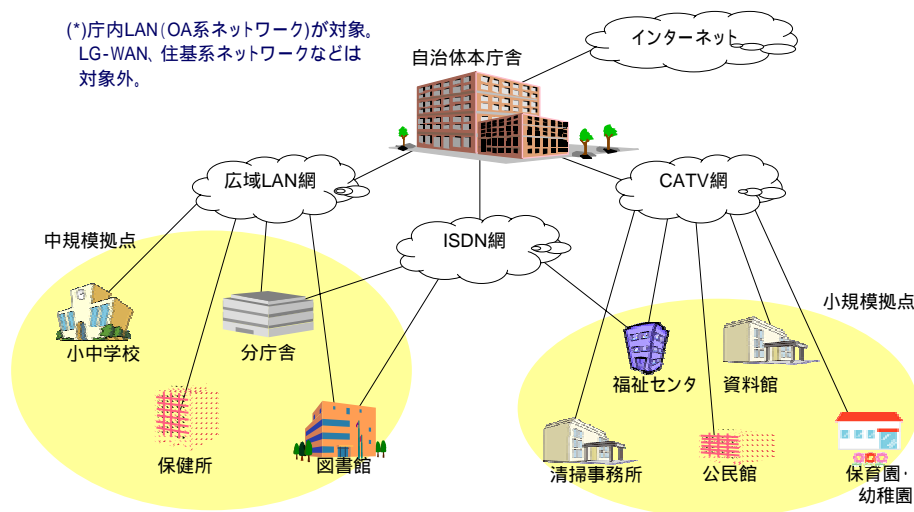 (*)庁内LAN(OA系ネットワーク)が対象。
LG-WAN、住基系ネットワークなどは
対象外。
インターネット
自治体本庁舎
広域LAN網
CATV網
ISDN網
中規模拠点
小規模拠点
小中学校
分庁舎
福祉センタ
資料館
保健所
図書館
清掃事務所
公民館
保育園・
幼稚園